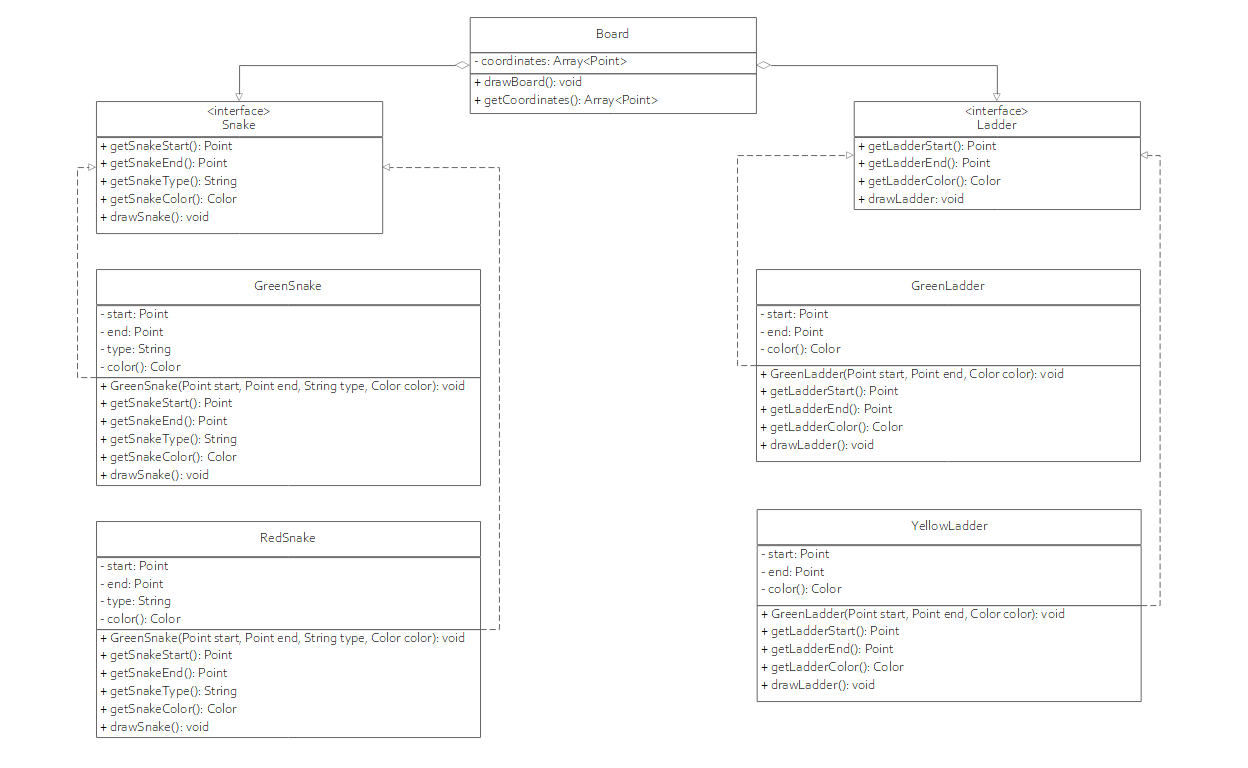 Board
- coordinates: Array<Point>
+ drawBoard(): void
+ getCoordinates(): Array<Point>
<interface>
Snake
+ getSnakeStart(): Point
+ getSnakeEnd(): Point
+ getSnakeType(): String
+ getSnakeColor(): Color
+ drawSnake(): void
<interface>
Ladder
+ getLadderStart(): Point
+ getLadderEnd(): Point
+ getLadderColor(): Color
+ drawLadder: void
GreenSnake
- start: Point
- end: Point
- type: String
- color(): Color
+ GreenSnake(Point start, Point end, String type, Color color): void
+ getSnakeStart(): Point
+ getSnakeEnd(): Point
+ getSnakeType(): String
+ getSnakeColor(): Color
+ drawSnake(): void
GreenLadder
- start: Point
- end: Point
- color(): Color
+ GreenLadder(Point start, Point end, Color color): void
+ getLadderStart(): Point
+ getLadderEnd(): Point
+ getLadderColor(): Color
+ drawLadder(): void
RedSnake
- start: Point
- end: Point
- type: String
- color(): Color
+ GreenSnake(Point start, Point end, String type, Color color): void
+ getSnakeStart(): Point
+ getSnakeEnd(): Point
+ getSnakeType(): String
+ getSnakeColor(): Color
+ drawSnake(): void
YellowLadder
- start: Point
- end: Point
- color(): Color
+ GreenLadder(Point start, Point end, Color color): void
+ getLadderStart(): Point
+ getLadderEnd(): Point
+ getLadderColor(): Color
+ drawLadder(): void